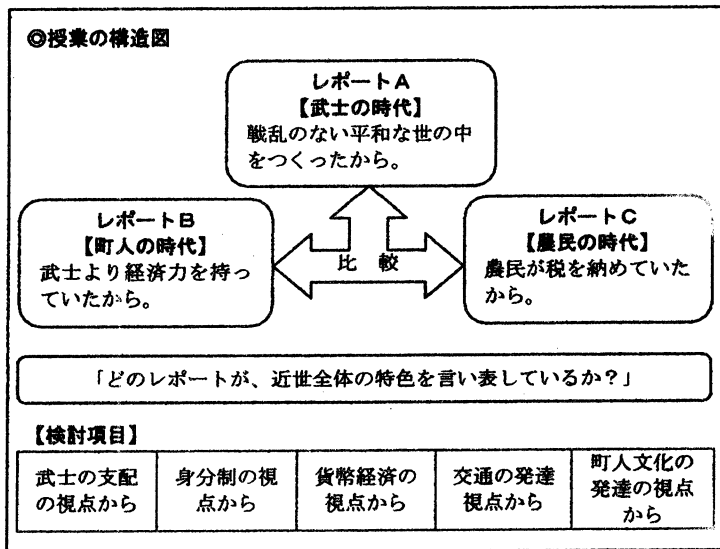 ◎授業の構造図
レポートA
【武士の時代】
戦乱のない平和な世の中
をつくったから。
レポートB
【町人の時代】
武士より経済力を持っ
ていたから。
比 較
レポートC
【農民の時代】
農民が税を納めていた
から。
「どのレポートが、近世全体の特色を言い表しているか？」
【検討項目】
武士の支配
の視点から
身分制の視
点から
貨幣経済の
視点から
交通の発達
視点から
町人文化の
発達の視点
から